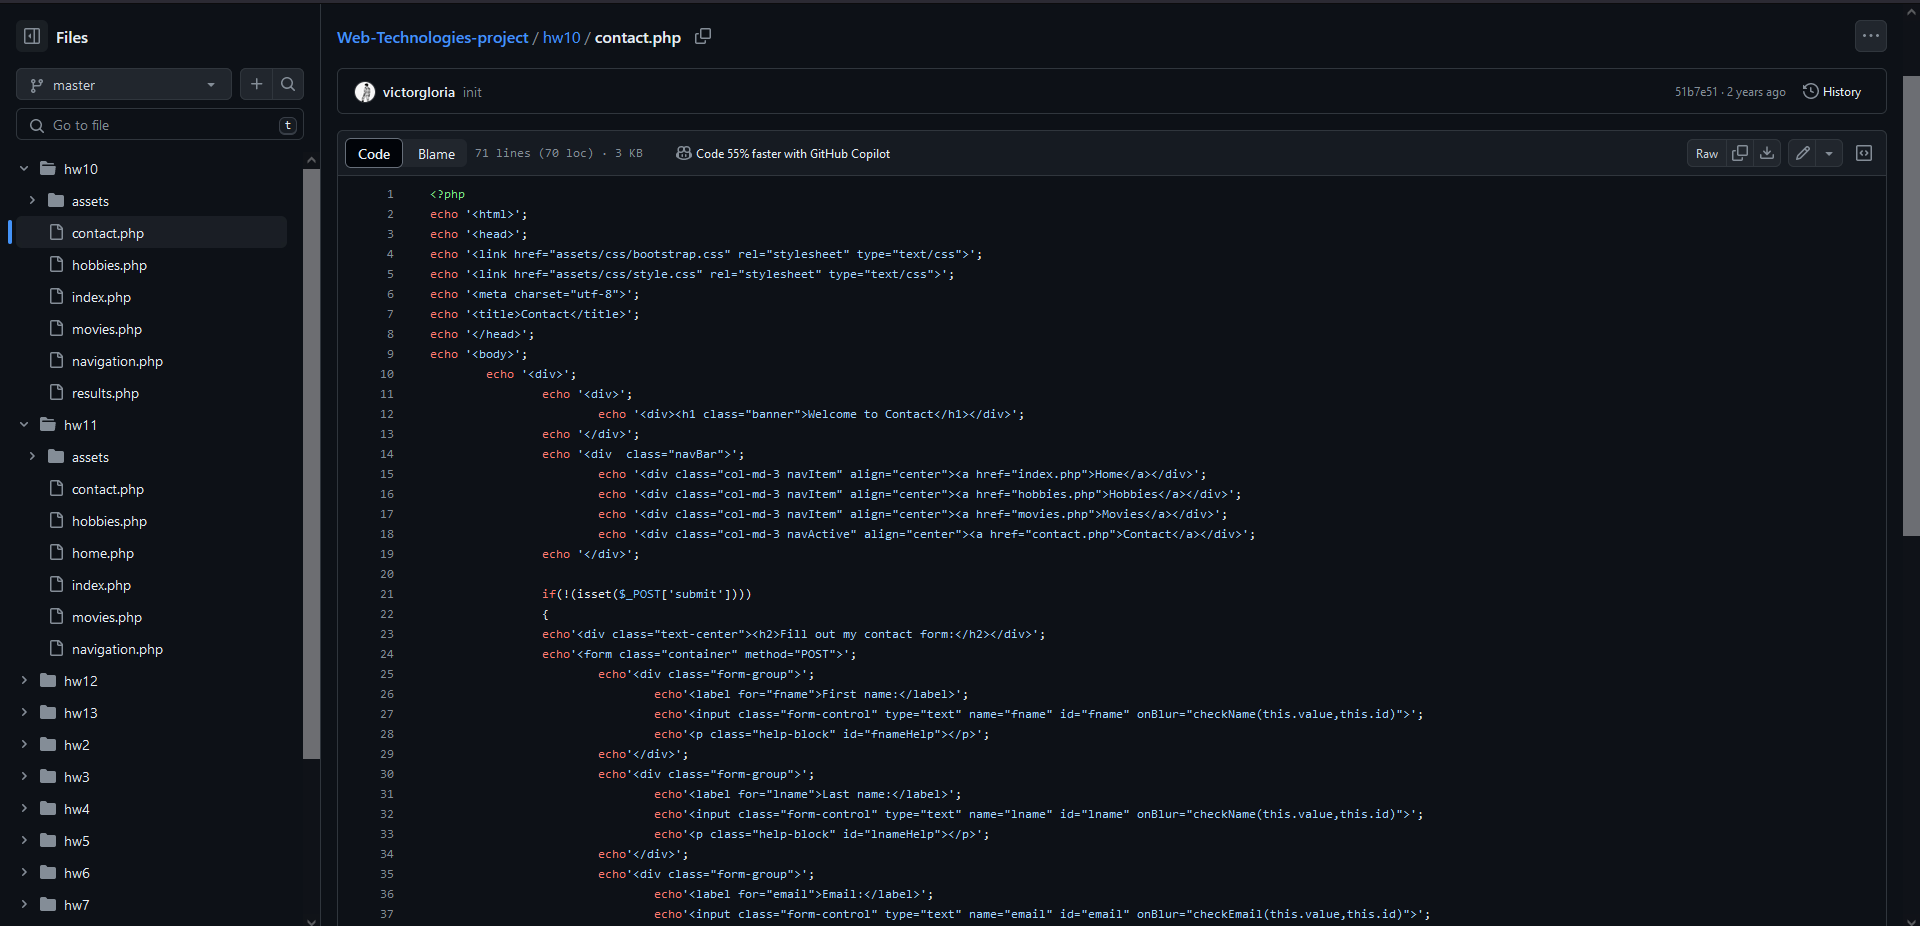 Files
master
Go to file
t
hw10
assets
contact.php
hobbies.php
index.php
movies.php
navigation.php
results.php
hw11
assets
contact.php
hobbies.php
home.php
index.php
movies.php
navigation.php
hw12
hw13
hw2
hw3
hw4
hw5
hw6
hw7
Web-Technologies-project / hw10 / contact.php
victorgloria init
51b7e51 · 2 years ago History
Code Blame 71 lines (70 loc) · 3 KB Code 55% faster with GitHub Copilot Raw
1 <?php
2 echo '<html>';
3 echo '<head>';
4 echo '<link href="assets/css/bootstrap.css" rel="stylesheet" type="text/css">';
5 echo '<link href="assets/css/style.css" rel="stylesheet" type="text/css">';
6 echo '<meta charset="utf-8">';
7 echo '<title>Contact</title>';
8 echo '</head>';
9 echo '<body>';
10 echo '<div>';
11 echo '<div>';
12 echo '<div><h1 class="banner">Welcome to Contact</h1></div>';
13 echo '</div>';
14 echo '<div  class="navBar">';
15 echo '<div class="col-md-3 navItem" align="center"><a href="index.php">Home</a></div>';
16 echo '<div class="col-md-3 navItem" align="center"><a href="hobbies.php">Hobbies</a></div>';
17 echo '<div class="col-md-3 navItem" align="center"><a href="movies.php">Movies</a></div>';
18 echo '<div class="col-md-3 navActive" align="center"><a href="contact.php">Contact</a></div>';
19 echo '</div>';
20
21 if(!(isset($_POST['submit'])))
22 {
23 echo'<div class="text-center"><h2>Fill out my contact form:</h2></div>';
24 echo'<form class="container" method="POST">';
25 echo'<div class="form-group">';
26 echo'<label for="fname">First name:</label>';
27 echo'<input class="form-control" type="text" name="fname" id="fname" onBlur="checkName(this.value,this.id)">';
28 echo'<p class="help-block" id="fnameHelp"></p>';
29 echo'</div>';
30 echo'<div class="form-group">';
31 echo'<label for="lname">Last name:</label>';
32 echo'<input class="form-control" type="text" name="lname" id="lname" onBlur="checkName(this.value,this.id)">';
33 echo'<p class="help-block" id="lnameHelp"></p>';
34 echo'</div>';
35 echo'<div class="form-group">';
36 echo'<label for="email">Email:</label>';
37 echo'<input class="form-control" type="text" name="email" id="email" onBlur="checkEmail(this.value,this.id)">';